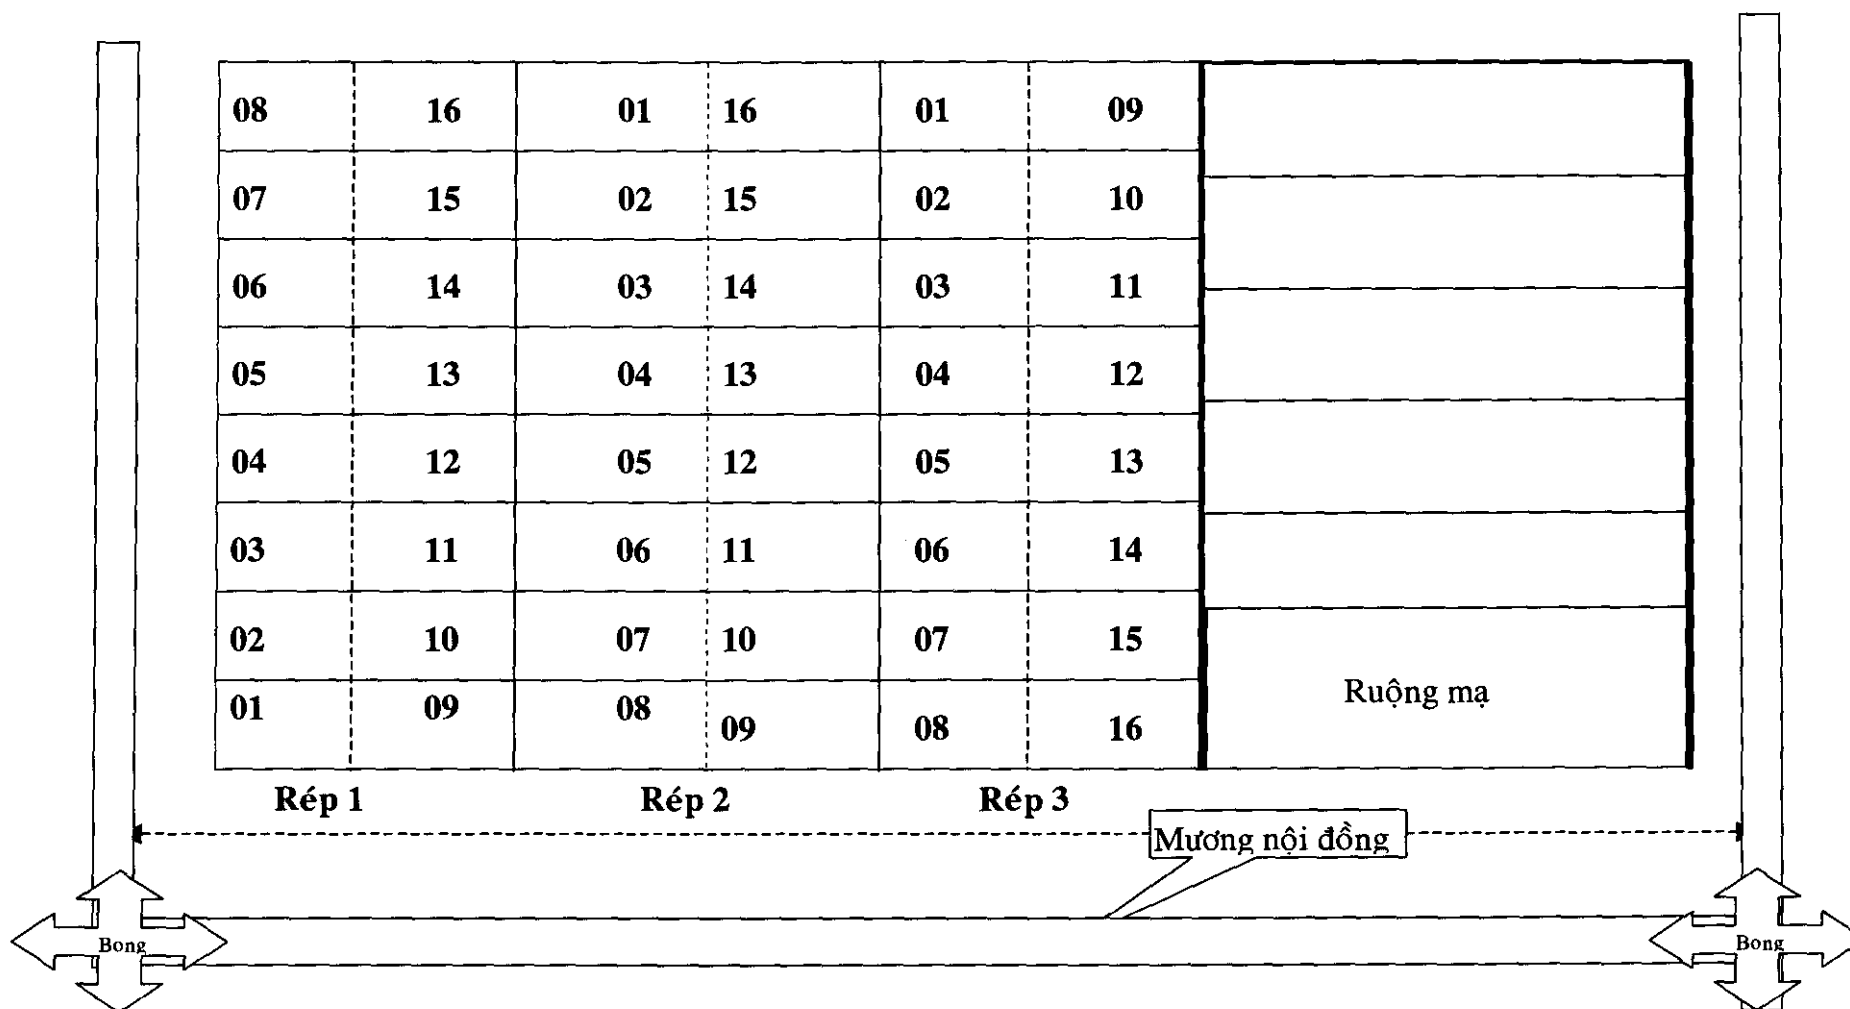 08 16 01 16 01 09
07 15 02 15 02 10
06 14 03 14 03 11
05 13 04 13 04 12
04 12 05 12 05 13
03 11 06 11 06 14
02 10 07 10 07 15
01 09 08 09 08 16
Ruộng mạ
Rép 1 Rép 2 Rép 3
Mương nội đồng
Bong Bong